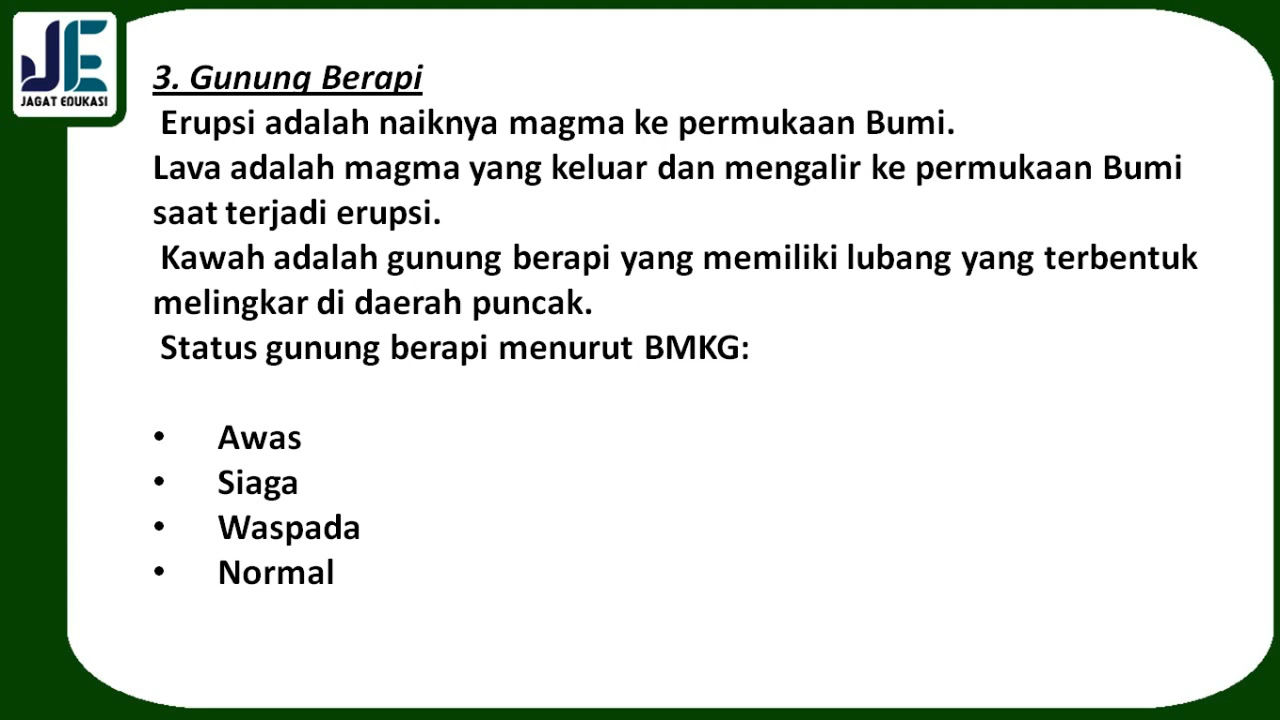 JE
JAGAT EDUKASI
3. Gunung Berapi
Erupsi adalah naiknya magma ke permukaan Bumi.
Lava adalah magma yang keluar dan mengalir ke permukaan Bumi
saat terjadi erupsi.
Kawah adalah gunung berapi yang memiliki lubang yang terbentuk
melingkar di daerah puncak.
Status gunung berapi menurut BMKG:
• Awas
• Siaga
• Waspada
• Normal